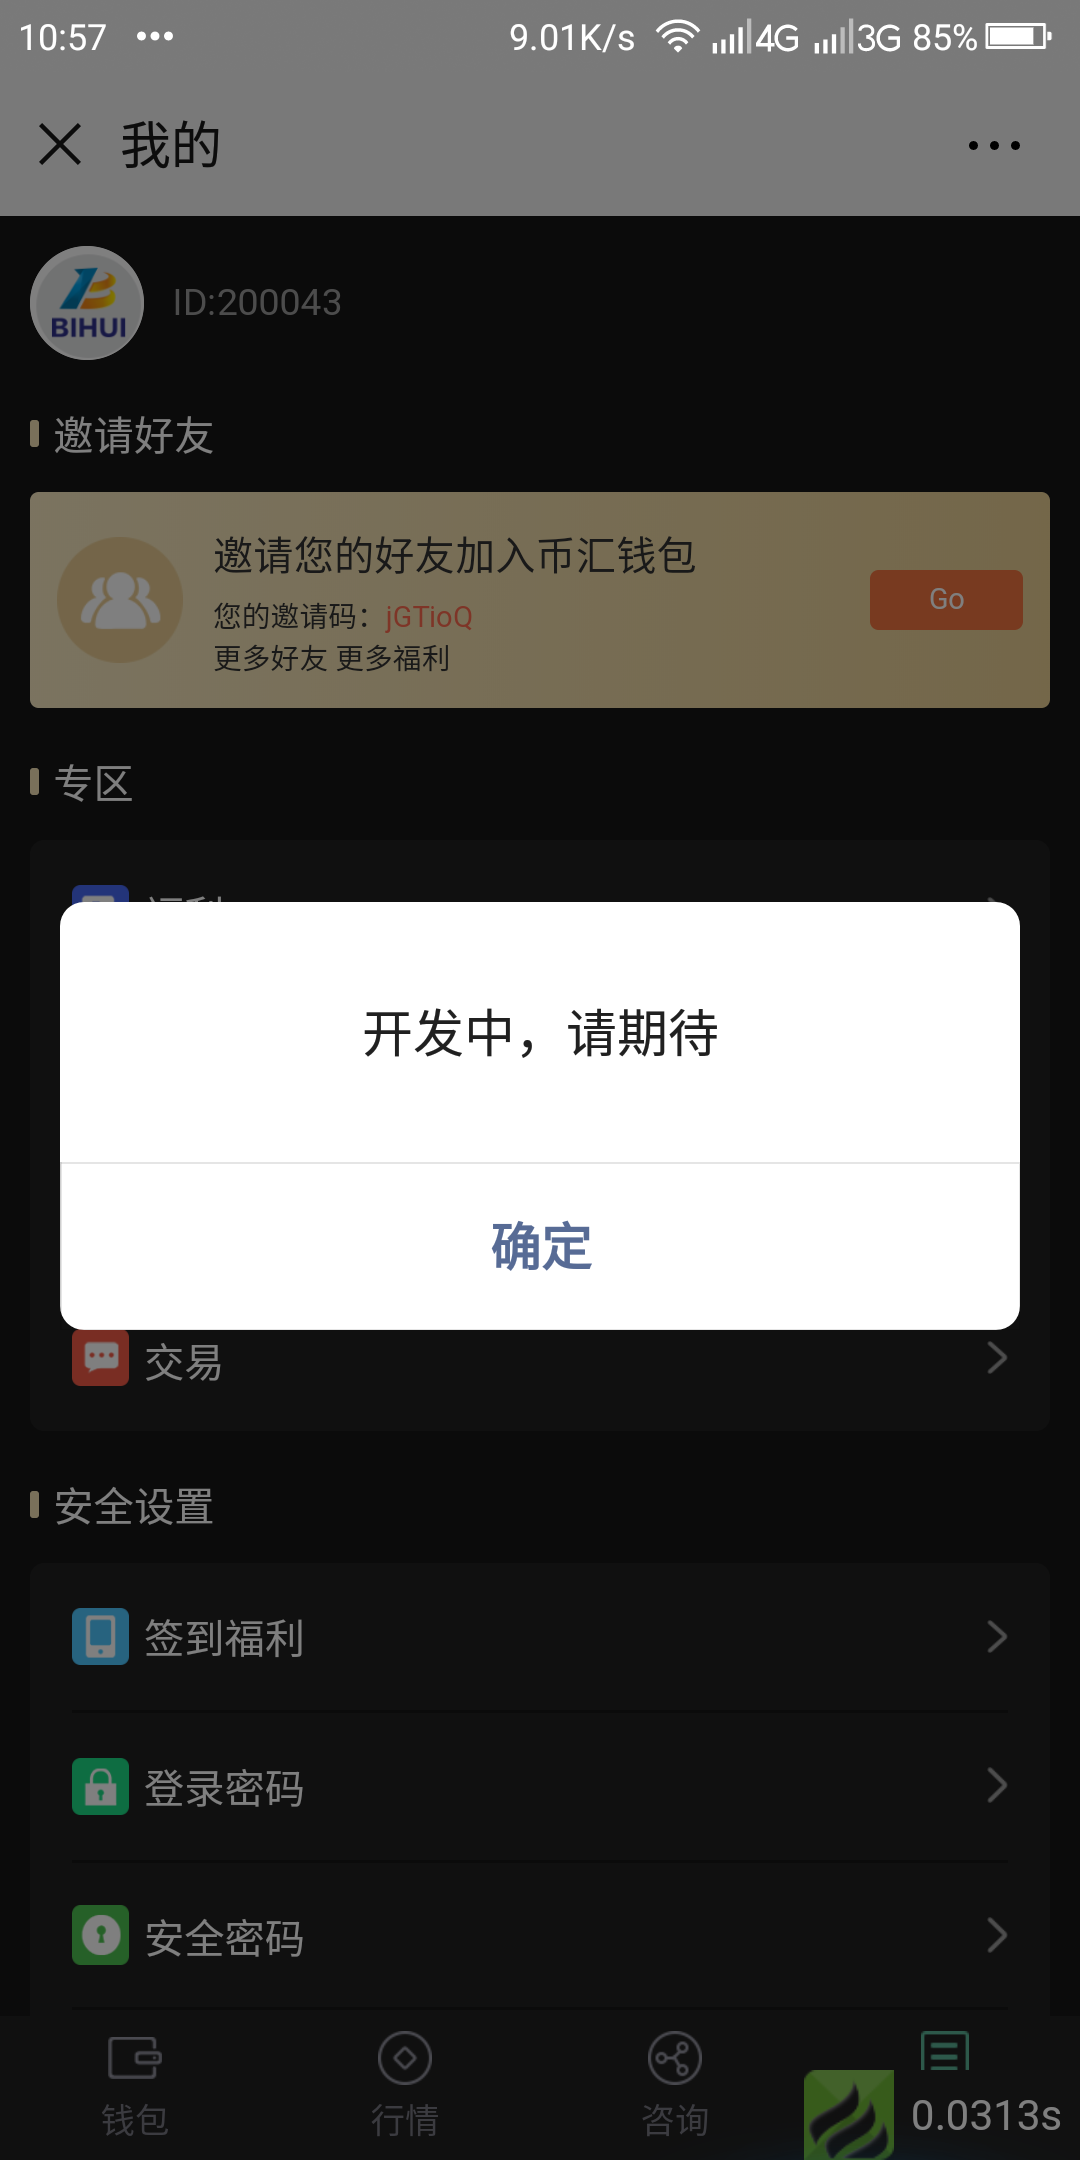 10:57
9.01K/s 4G 3G 85%
我的
BIHUI
ID:200043
邀请好友
邀请您的好友加入币汇钱包
您的邀请码：jGTioQ
更多好友 更多福利
Go
专区
开发中，请期待
确定
交易
安全设置
签到福利
登录密码
安全密码
钱包
行情
咨询
0.0313s